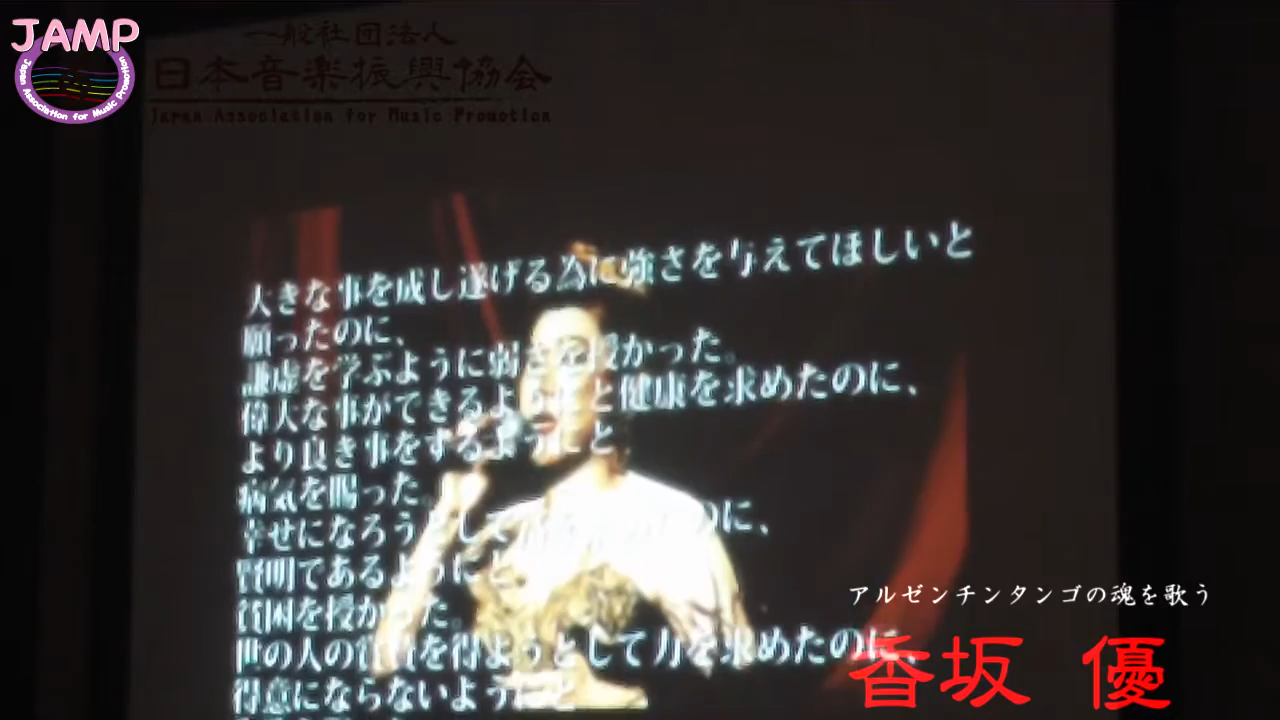 JAMP
Japan Association for Music Promotion
一般社団法人
日本音楽振興協会
Japan Association for Music Promotion
大きな事を成し遂げる為に強さを与えてほしいと
願ったのに、
謙虚を学ぶように弱さを授かった。
偉大な事ができるようにと健康を求めたのに、
より良き事をするようにと
病気を賜った。
幸せになろうとして のに、
賢明であるようにと
貧困を授かった。
世の人の賞賛を得ようとして力を求めたのに、
得意にならないようにと
アルゼンチンタンゴの魂を歌う
香坂 優